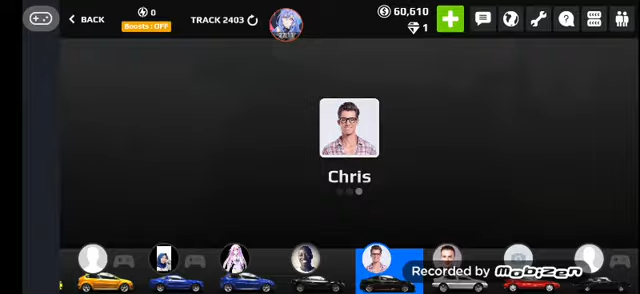 BACK
0
Boosts: OFF
TRACK 2403
60,610
1
Chris
Recorded by MOBIZEN